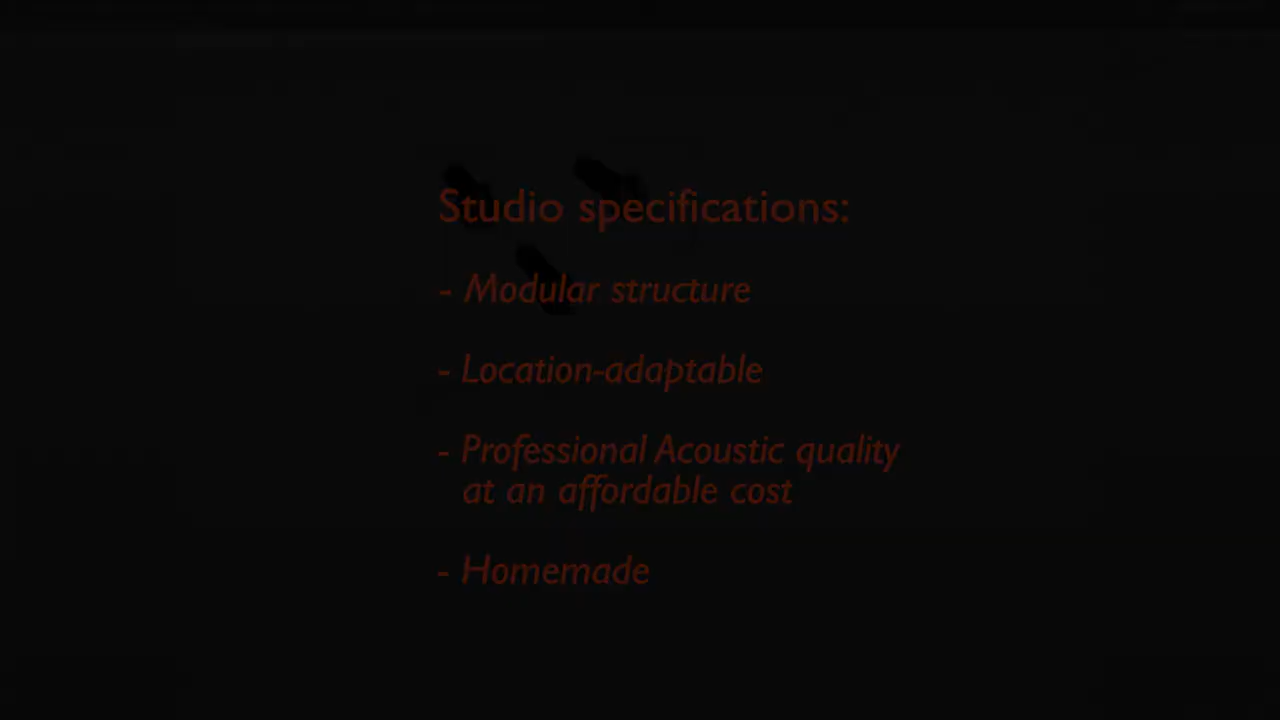 Studio specifications:
- Modular structure
- Location-adaptable
- Professional Acoustic quality
at an affordable cost
- Homemade